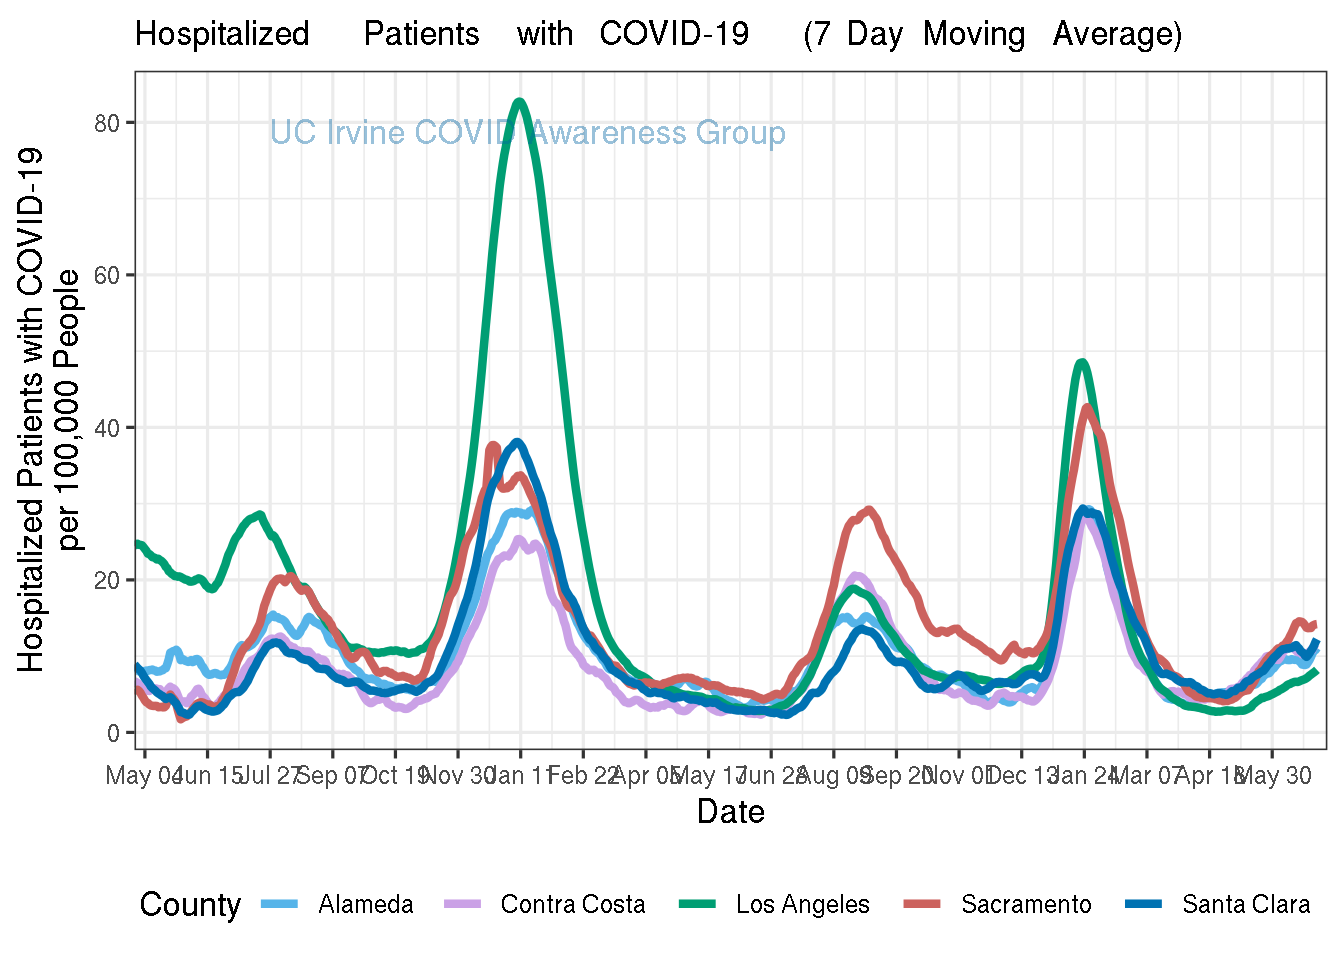 Hospitalized Patients with COVID-19 (7 Day Moving Average)
UC Irvine COVID Awareness Group
Hospitalized Patients with COVID-19
per 100,000 People
80
60
40
20
0
May 04 Jun 15 Jul 27 Sep 07 Oct 19 Nov 30 Jan 11 Feb 22 Apr 05 May 17 Jun 28 Aug 09 Sep 20 Nov 01 Dec 13 Jan 24 Mar 07 Apr 18 May 30
Date
County Alameda Contra Costa Los Angeles Sacramento Santa Clara